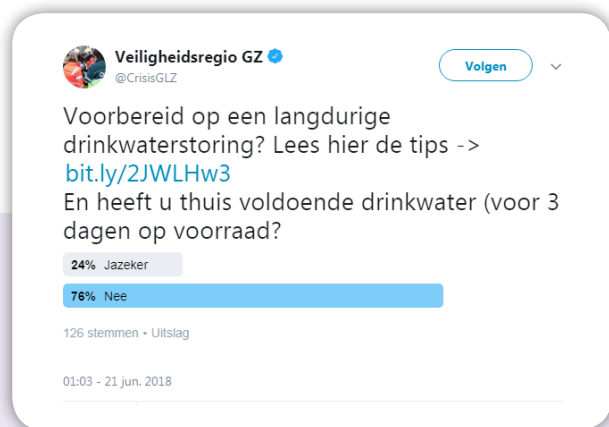 Veiligheidsregio GZ
@CrisisGLZ
Volgen
Voorbereid op een langdurige
drinkwaterstoring? Lees hier de tips ->
bit.ly/2JWLHw3
En heeft u thuis voldoende drinkwater (voor 3
dagen op voorraad?
24% Jazeker
76% Nee
126 stemmen • Uitslag
01:03 - 21 jun. 2018